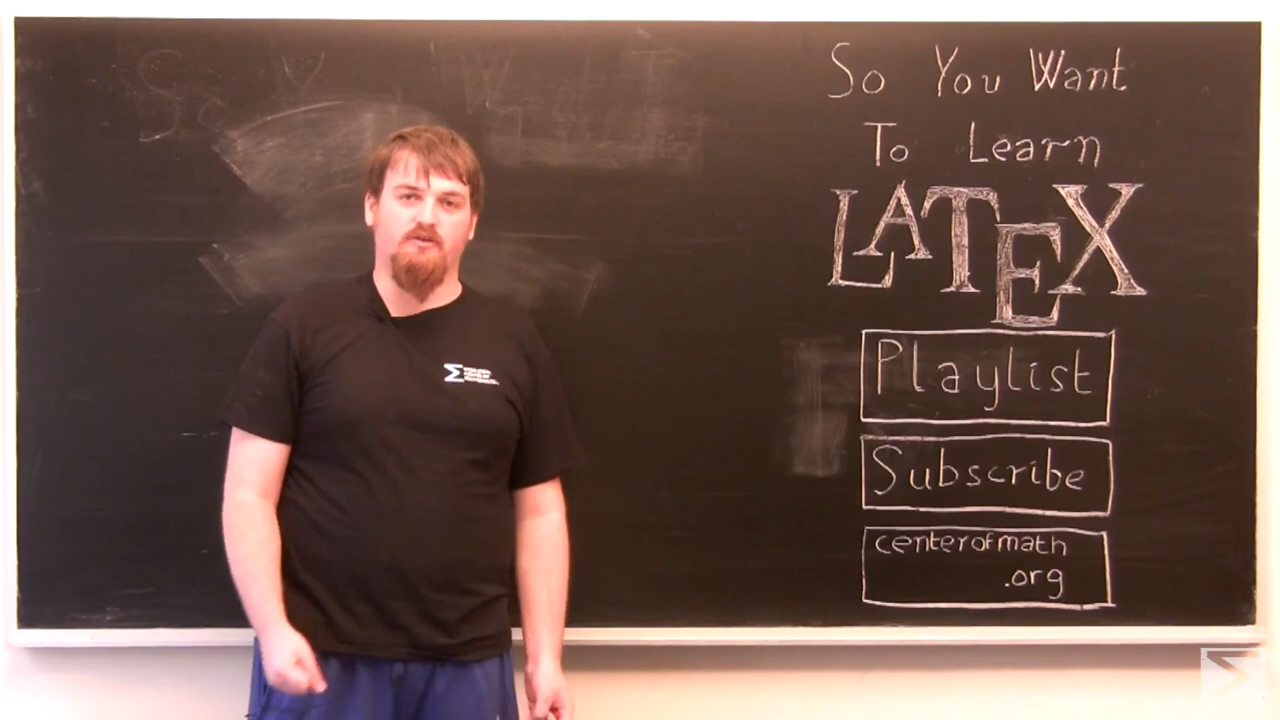 So You Want
To Learn
LATEX
Playlist
Subscribe
centerofmath
.org